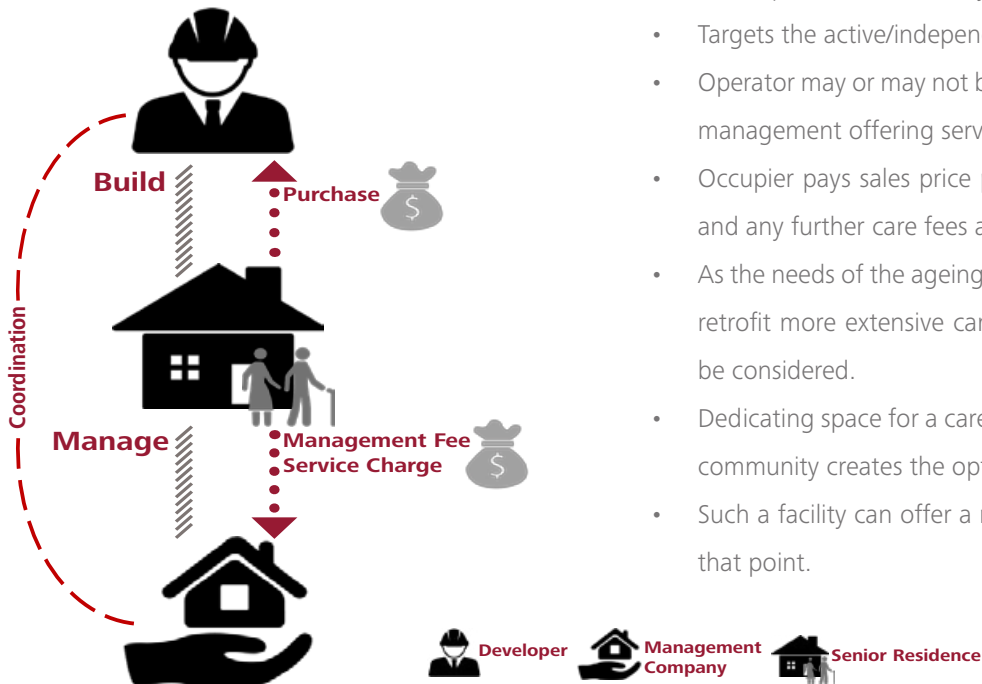 Build
Purchase
$
Coordination
Manage
Management Fee
Service Charge
$
• Targets the active/indepen
• Operator may or may not b
management offering serv
• Occupier pays sales price
and any further care fees a
• As the needs of the ageing
retrofit more extensive car
be considered.
• Dedicating space for a care
community creates the opt
• Such a facility can offer a
that point.
Developer
Management
Company
Senior Residence